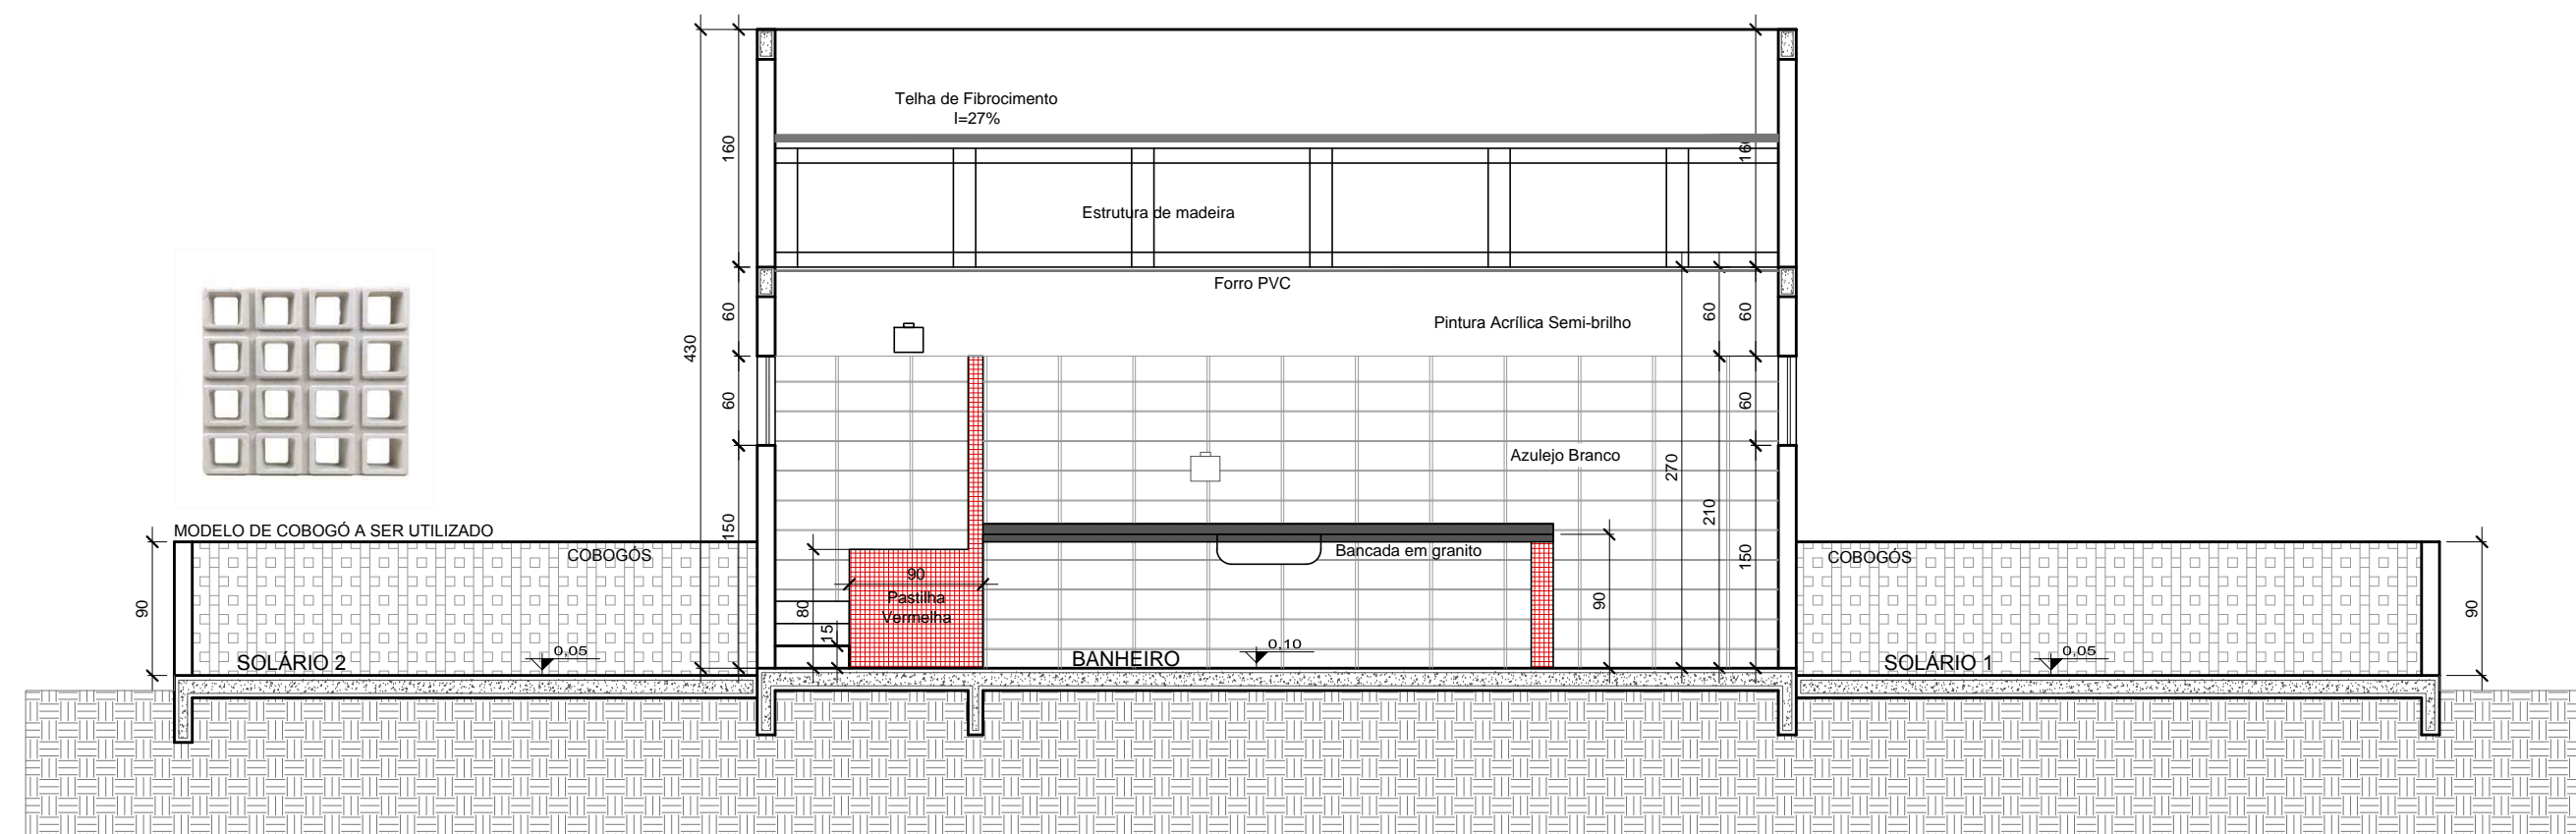 Telha de Fibrocimento
I=27%
160
160
Estrutura de madeira
Forro PVC
60
60
60
Pintura Acrílica Semi-brilho
430
60
60
Azulejo Branco
270
210
150
150
MODELO DE COBOGÓ A SER UTILIZADO
COBOGÓS
Bancada em granito
COBOGÓS
90
90
Pastilha
Vermelha
80
15
90
90
SOLÁRIO 2
0,05
BANHEIRO
0,10
SOLÁRIO 1
0,05